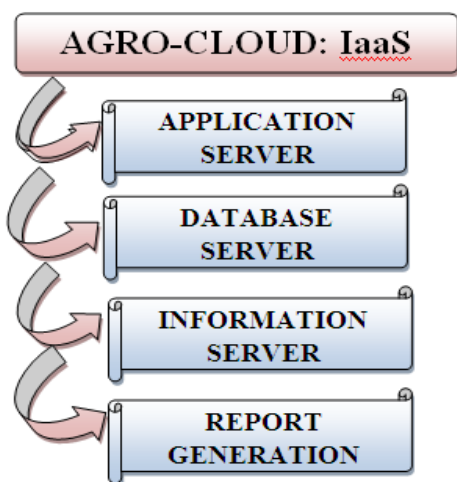 AGRO-CLOUD: IaaS
APPLICATION
SERVER
DATABASE
SERVER
INFORMATION
SERVER
REPORT
GENERATION